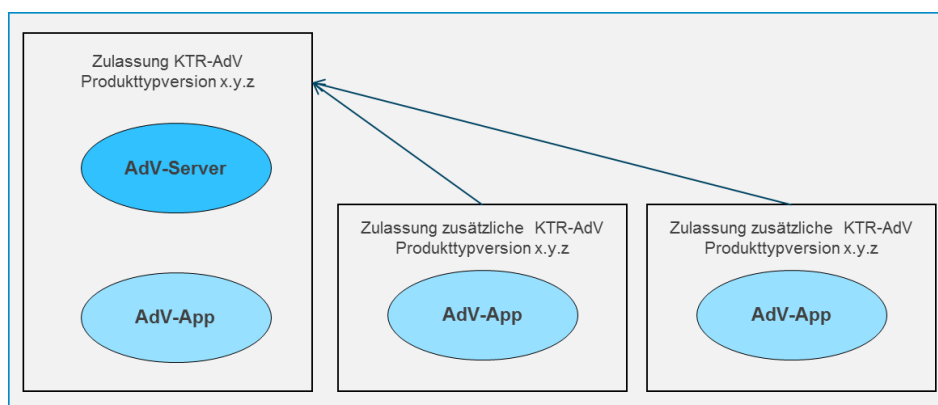 Zulassung KTR-AdV
Produkttypversion x.y.z
AdV-Server
AdV-App
Zulassung zusätzliche KTR-AdV
Produkttypversion x.y.z
AdV-App
Zulassung zusätzliche KTR-AdV
Produkttypversion x.y.z
AdV-App